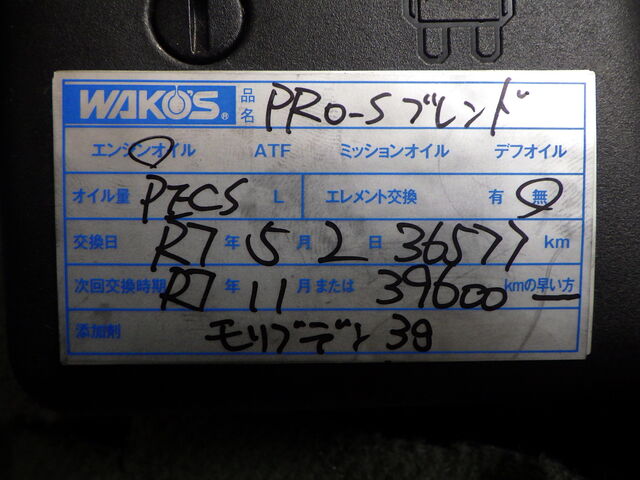 WAKO'S® 品名 PRO-Sブレンド
エンジンオイル ATF ミッションオイル デフオイル
オイル量 PECS L エレメント交換 有 無
交換日 R7 年 5 月 2 日 36577 km
次回交換時期 R7 年 11 月または 39600 kmの早い方
添加剤 モリブデン 38